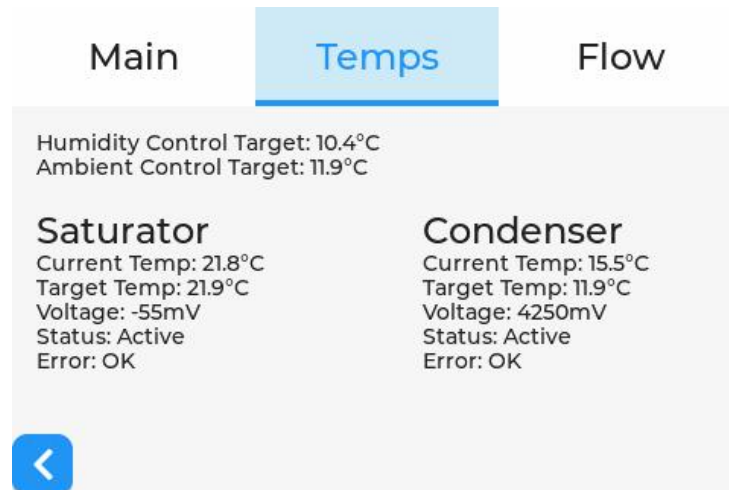 Main Temps Flow
Humidity Control Target: 10.4°C
Ambient Control Target: 11.9°C
Saturator
Current Temp: 21.8°C
Target Temp: 21.9°C
Voltage: -55mV
Status: Active
Error: OK
Condenser
Current Temp: 15.5°C
Target Temp: 11.9°C
Voltage: 4250mV
Status: Active
Error: OK